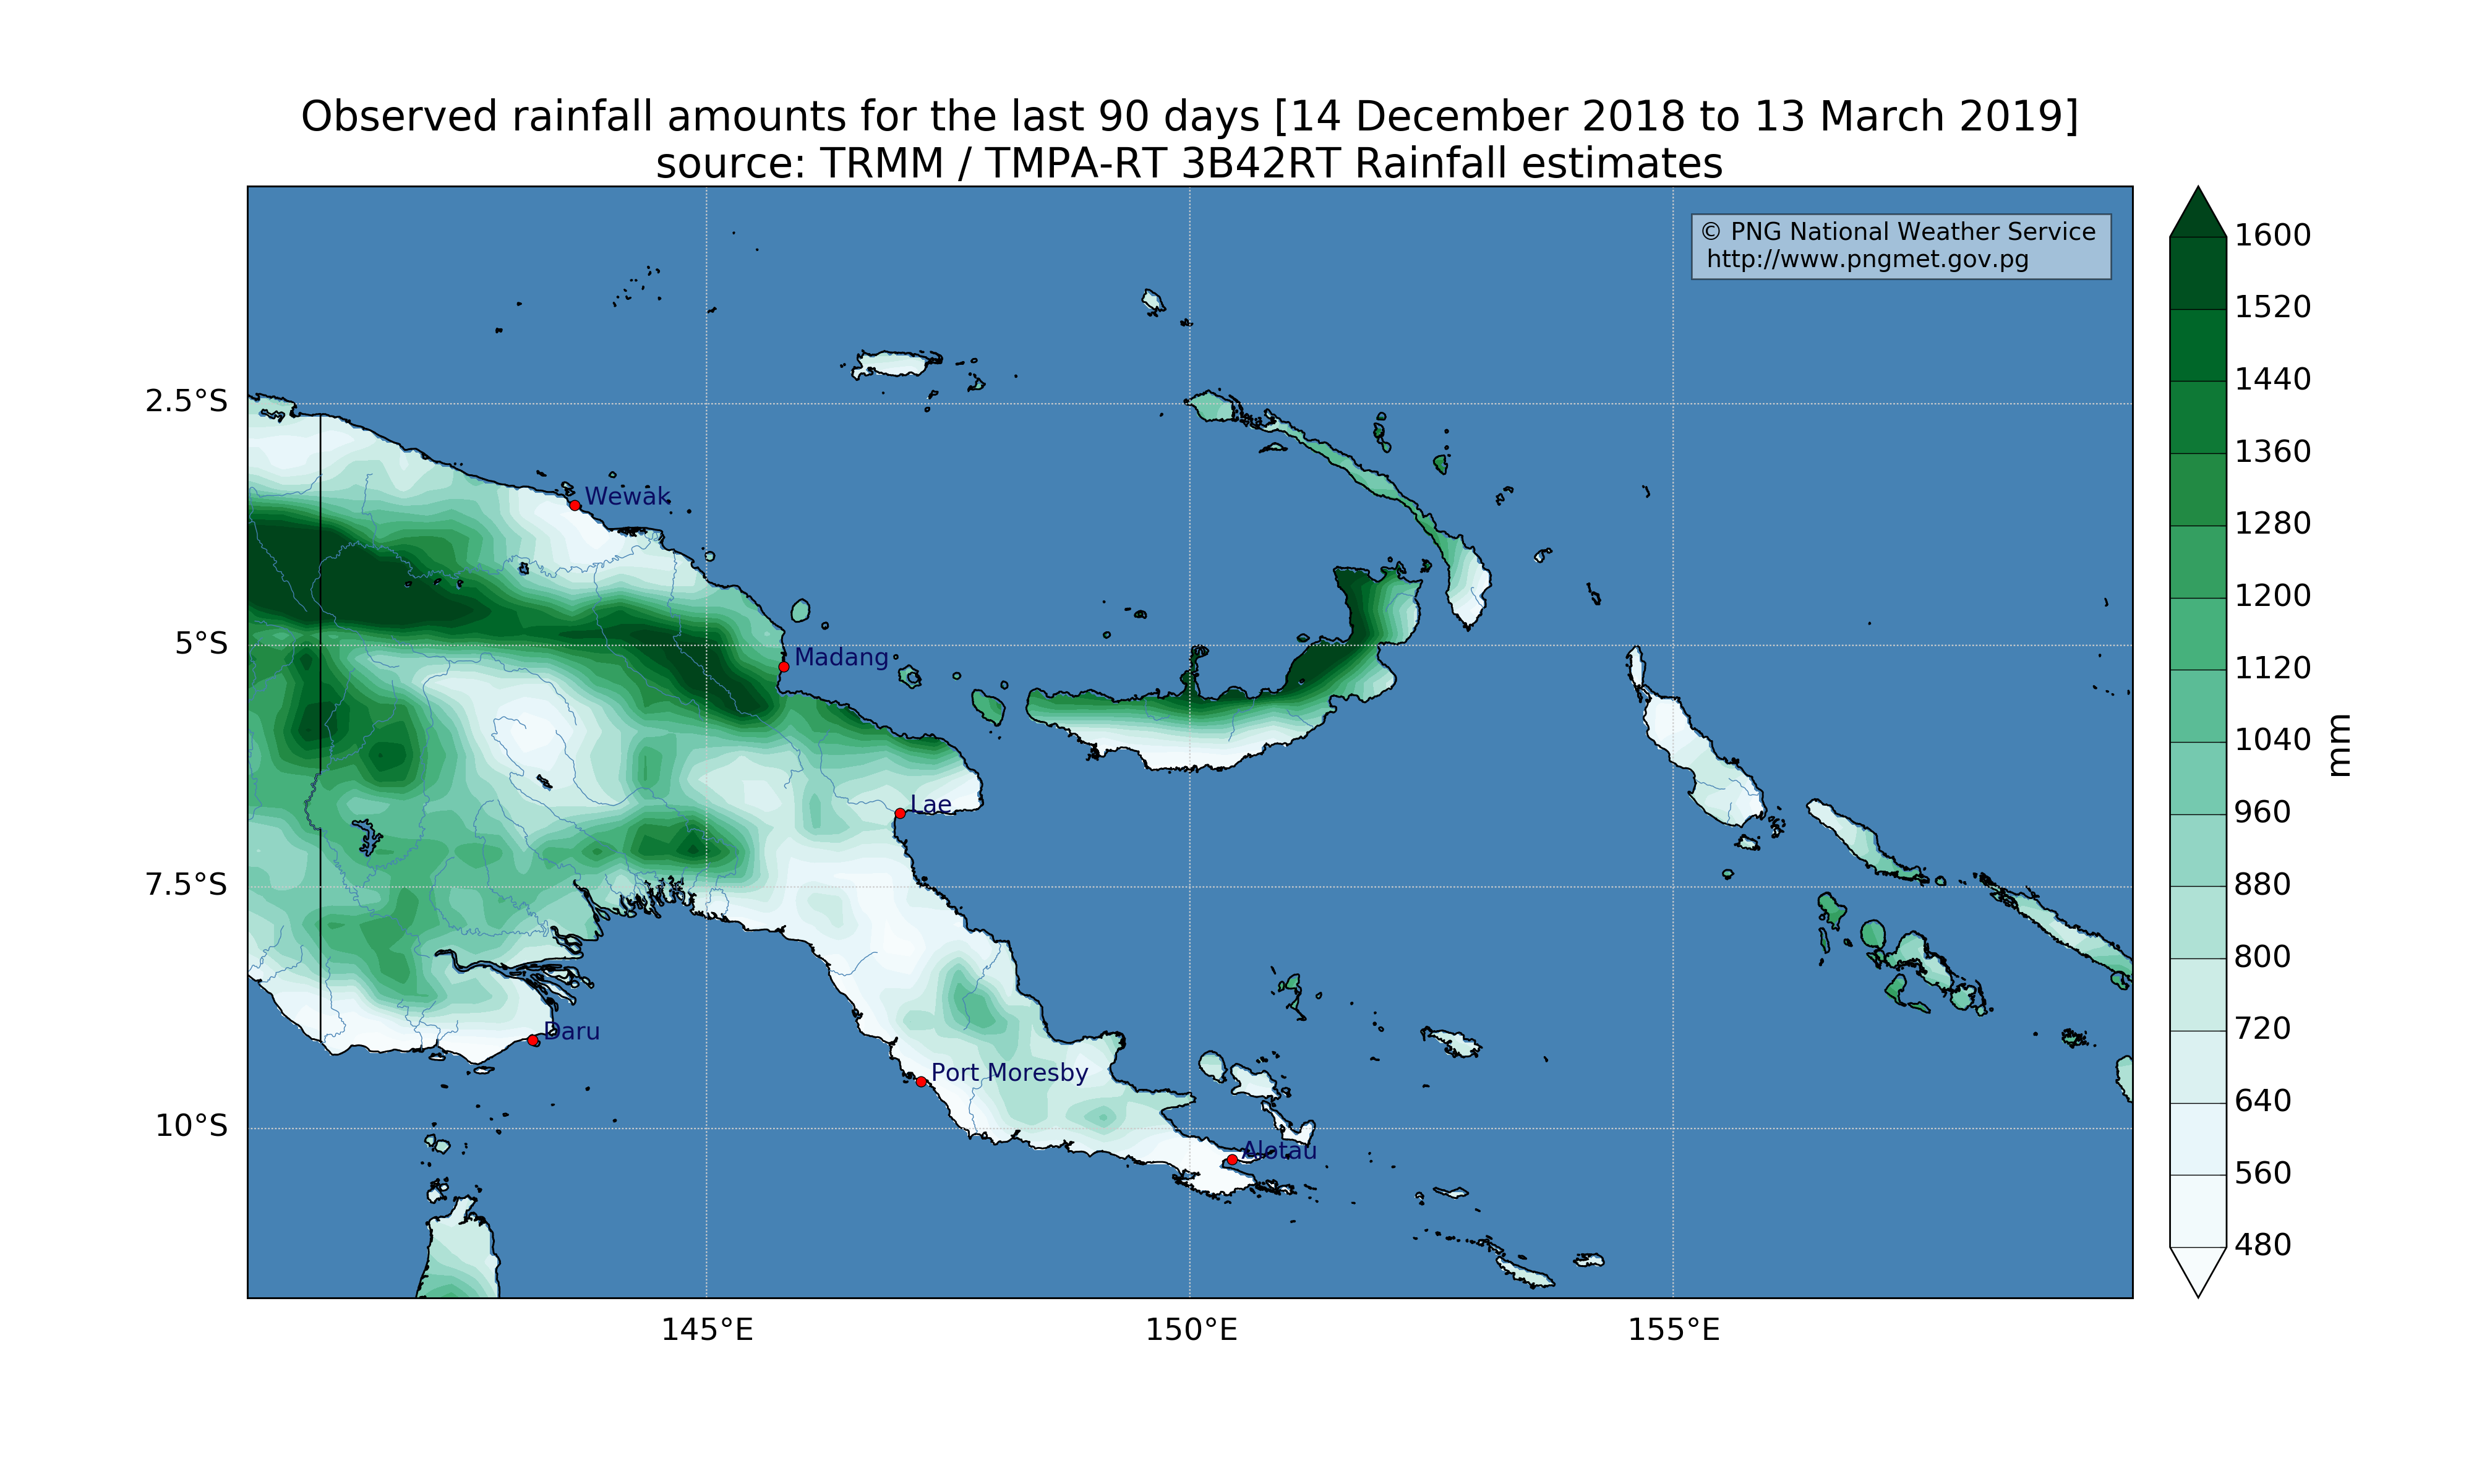 Observed rainfall amounts for the last 90 days [14 December 2018 to 13 March 2019]
source: TRMM / TMPA-RT 3B42RT Rainfall estimates
© PNG National Weather Service
http://www.pngmet.gov.pg
1600
1520
1440
1360
1280
1200
1120
1040
960
880
800
720
640
560
480
mm
2.5°S
5°S
7.5°S
10°S
Wewak
Madang
Lae
Daru
Port Moresby
Alotau
145°E
150°E
155°E